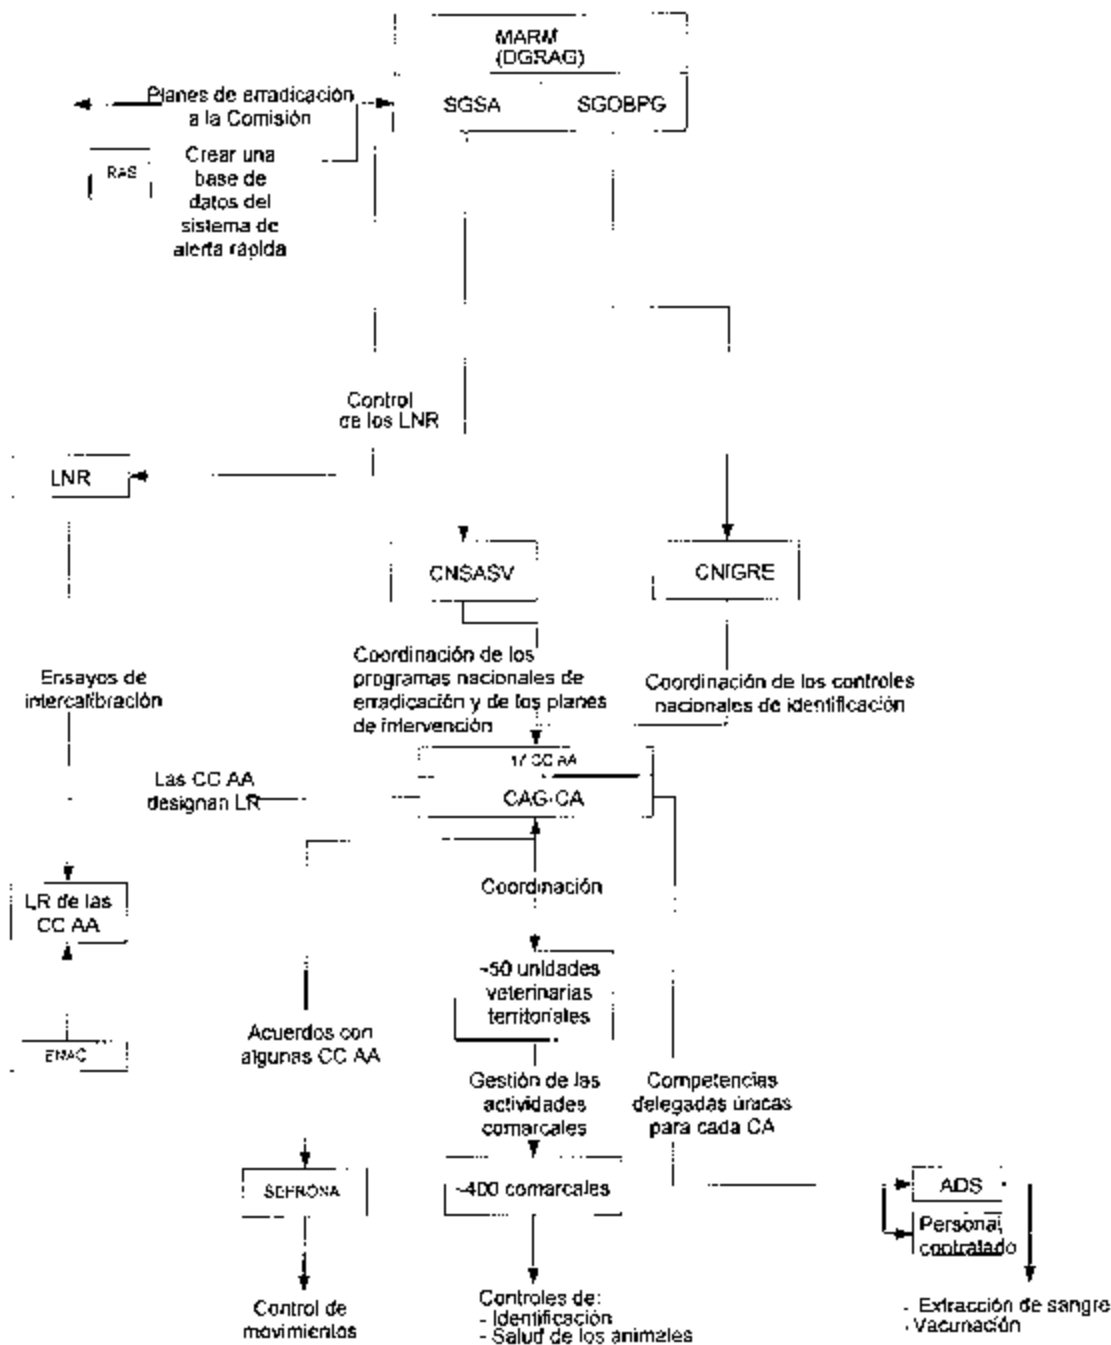 MARM
(DGRAG)
SGSA
SGOBPG
Planes de erradicación
a la Comisión
RAS
Crear una
base de
datos del
sistema de
alerta rápida
Control
de los LNR
LNR
CNSASV
CNIGRE
Ensayos de
intercalibración
Coordinación de los
programas nacionales de
erradicación y de los planes
de intervención
Coordinación de los controles
nacionales de identificación
17 CC AA
CAG-CA
Las CC AA
designan LR
LR de las
CC AA
ENAC
Coordinación
~50 unidades
veterinarias
territoriales
Acuerdos con
algunas CC AA
Gestión de las
actividades
comarcales
Competencias
delegadas únicas
para cada CA
SEPRONA
~400 comarcales
ADS
Personal
contratado
Control de
movimientos
Controles de:
- Identificación
- Salud de los animales
- Extracción de sangre
- Vacunación